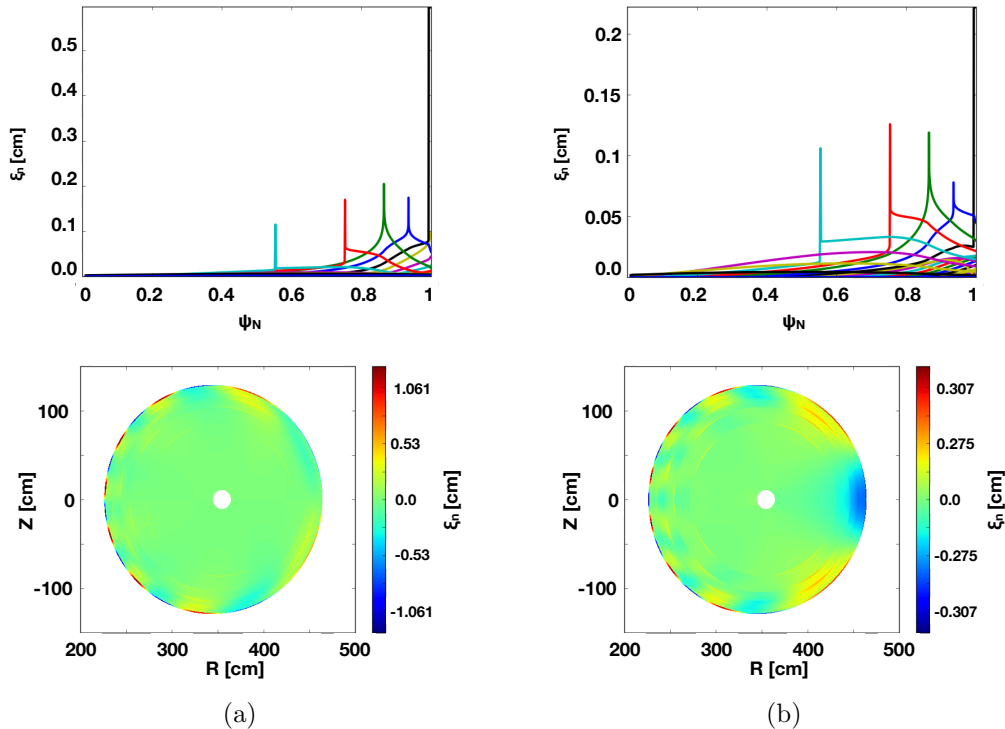 0.5
0.4
0.3
0.2
0.1
0.0
ξn [cm]
0 0.2 0.4 0.6 0.8 1
ψN
0.2
0.15
0.1
0.05
0.0
ξn [cm]
0 0.2 0.4 0.6 0.8 1
ψN
100
0
-100
Z [cm]
200 300 400 500
R [cm]
1.061
0.53
0.0
-0.53
-1.061
ξn [cm]
100
0
-100
Z [cm]
200 300 400 500
R [cm]
0.307
0.275
0.0
-0.275
-0.307
ξn [cm]
(a)
(b)